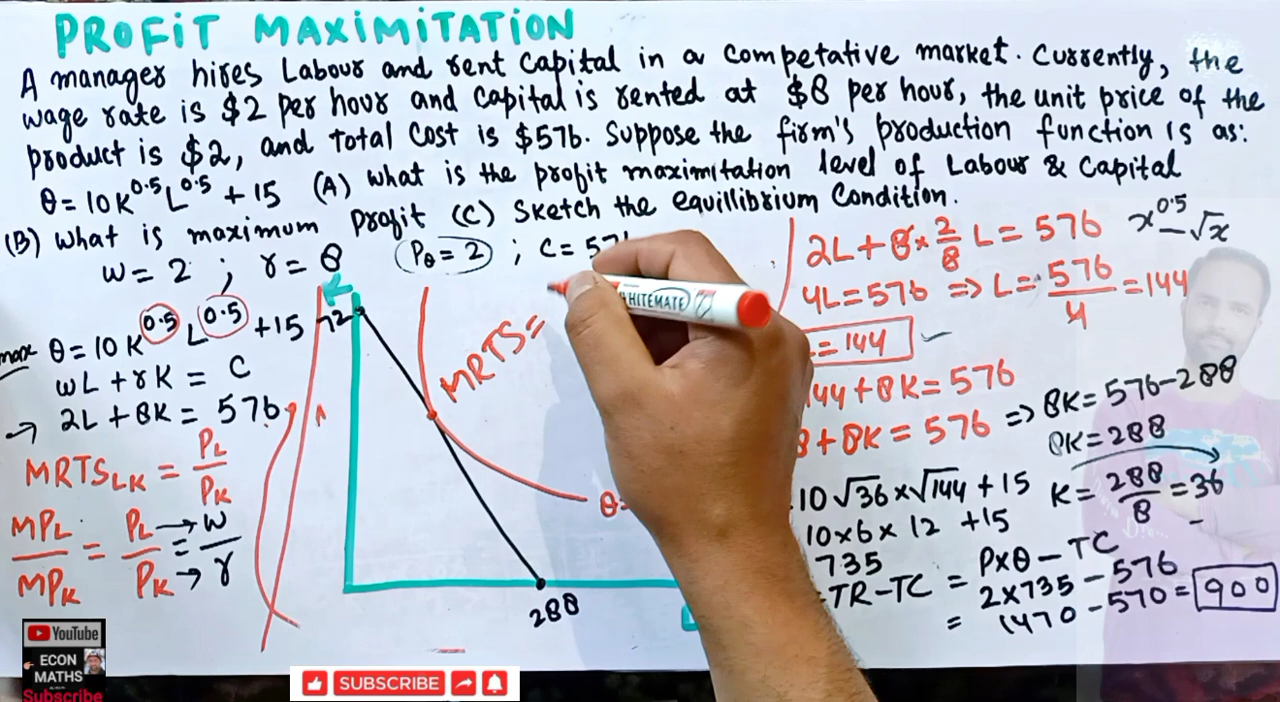 PROFIT MAXIMITATION
A manager hires Labour and rent capital in a competative market. Currently, the
wage rate is $2 per hour and capital is rented at $8 per hour, the unit price of the
product is $2, and total cost is $576. Suppose the firm's production function is as:
Q = 10K^0.5 L^0.5 + 15 (A) what is the profit maximitation level of Labour & Capital
(B) what is maximum profit (C) Sketch the equillibrium Condition.
w = 2 ; r = 8 P_Q = 2 ; C = 57
max Q = 10K^0.5 L^0.5 + 15
wL + rK = C
→ 2L + 8K = 576
MRTS_LK = P_L / P_K
MP_L / MP_K = P_L / P_K = w / r
72
MRTS =
Q=
288
2L + 8 × 2/8 L = 576
x^0.5 - √x
4L = 576 ⇒ L = 576/4 = 144
= 144
144 + 8K = 576
8 + 8K = 576 ⇒ 8K = 576 - 288
8K = 288
K = 288/8 = 36
10√36 × √144 + 15
10 × 6 × 12 + 15
735
TR - TC = P×Q - TC
2×735 - 576
= 1470 - 570 = 900
YouTube
ECON
MATHS
Subscribe
SUBSCRIBE
WHITEMATE